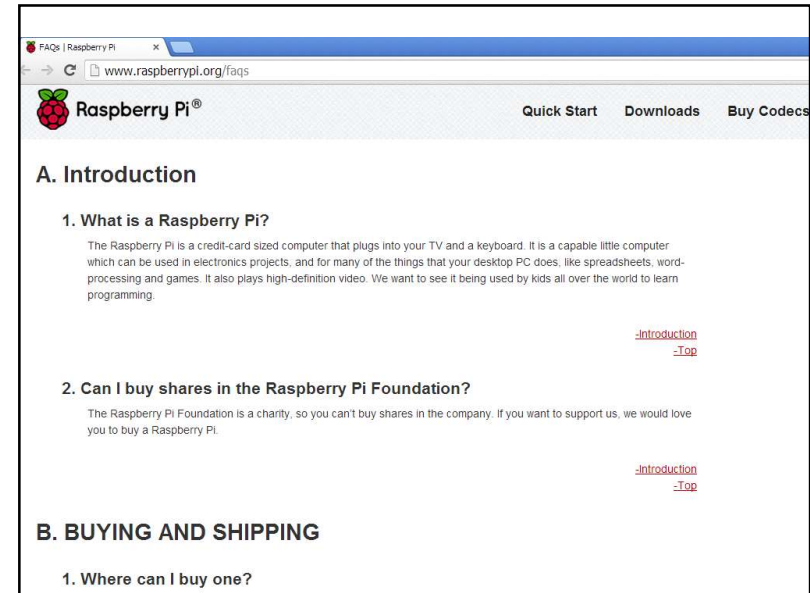 FAQs | Raspberry Pi
www.raspberrypi.org/faqs
Raspberry Pi®
Quick Start Downloads Buy Codecs
A. Introduction
1. What is a Raspberry Pi?
The Raspberry Pi is a credit-card sized computer that plugs into your TV and a keyboard. It is a capable little computer
which can be used in electronics projects, and for many of the things that your desktop PC does, like spreadsheets, word-
processing and games. It also plays high-definition video. We want to see it being used by kids all over the world to learn
programming.
-Introduction
-Top
2. Can I buy shares in the Raspberry Pi Foundation?
The Raspberry Pi Foundation is a charity, so you can't buy shares in the company. If you want to support us, we would love
you to buy a Raspberry Pi.
-Introduction
-Top
B. BUYING AND SHIPPING
1. Where can I buy one?